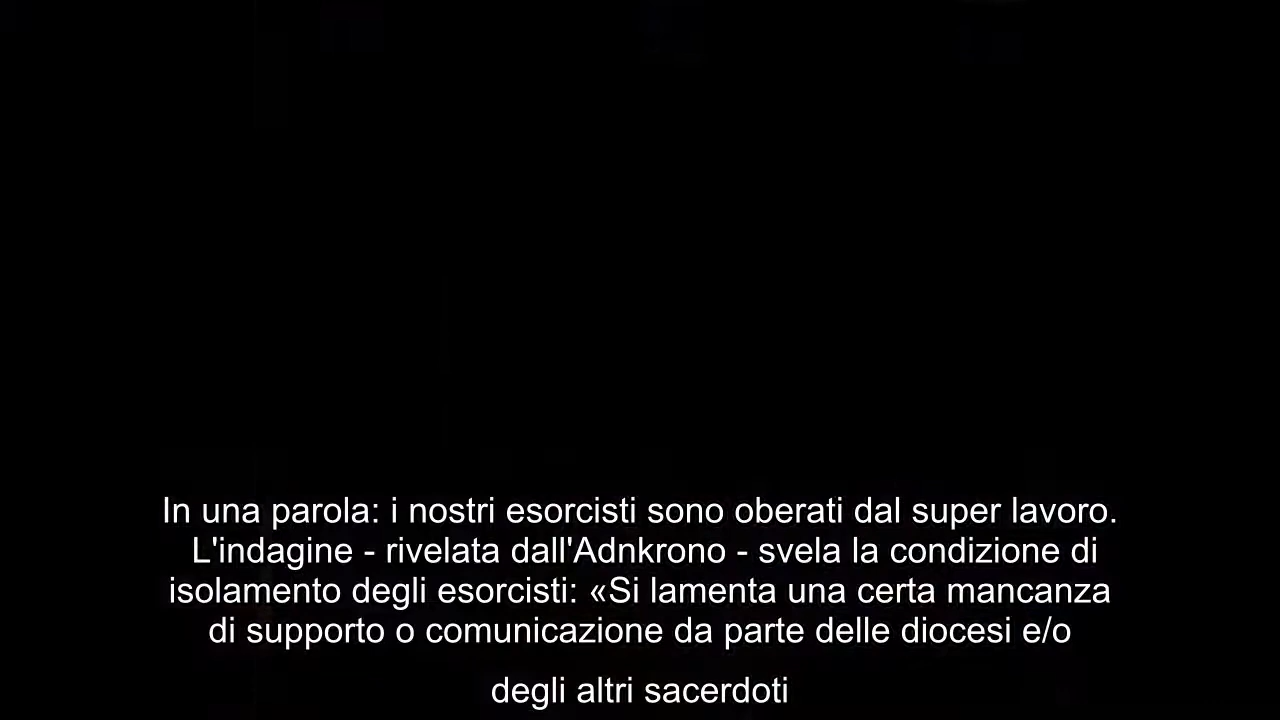 In una parola: i nostri esorcisti sono oberati dal super lavoro.
L'indagine - rivelata dall'Adnkrono - svela la condizione di
isolamento degli esorcisti: «Si lamenta una certa mancanza
di supporto o comunicazione da parte delle diocesi e/o
degli altri sacerdoti